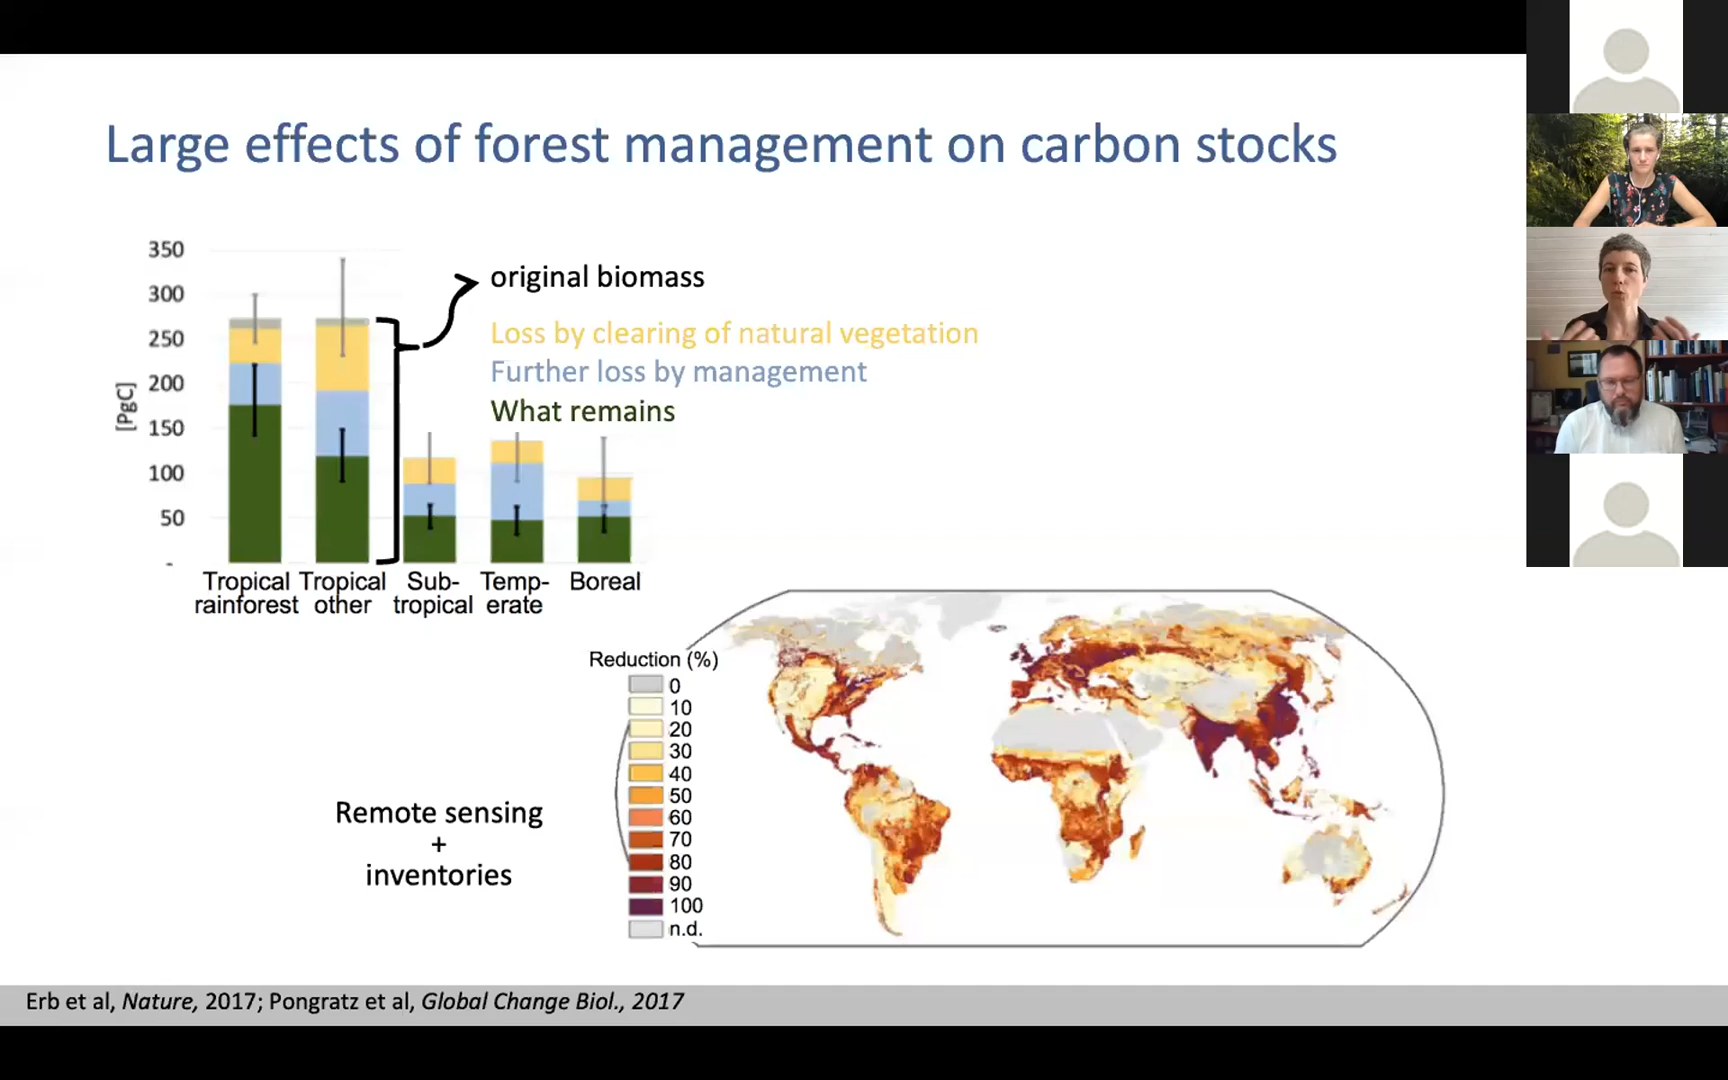 Large effects of forest management on carbon stocks
350
300
250
200
150
100
50
-
[PgC]
original biomass
Loss by clearing of natural vegetation
Further loss by management
What remains
Tropical rainforest
Tropical other
Sub-tropical
Temp-erate
Boreal
Reduction (%)
0
10
20
30
40
50
60
70
80
90
100
n.d.
Remote sensing
+
inventories
Erb et al, Nature, 2017; Pongratz et al, Global Change Biol., 2017